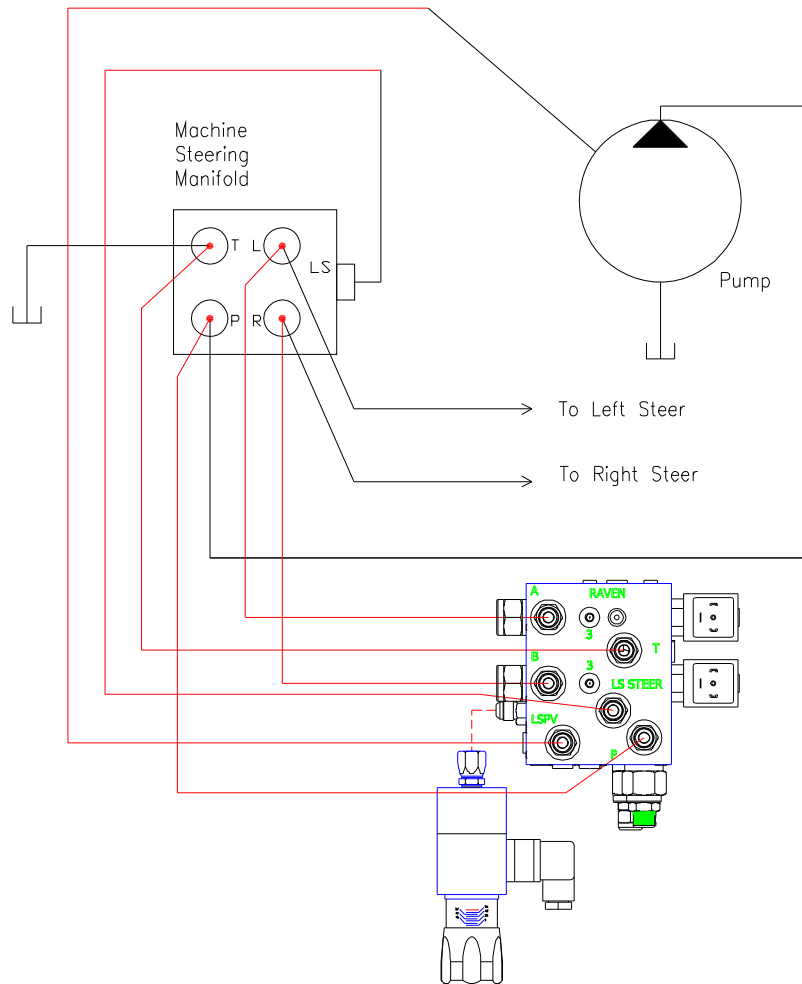 Machine
Steering
Manifold
T
L
LS
P
R
Pump
To Left Steer
To Right Steer
A
RAVEN
3
T
B
3
LS STEER
LSPV
P